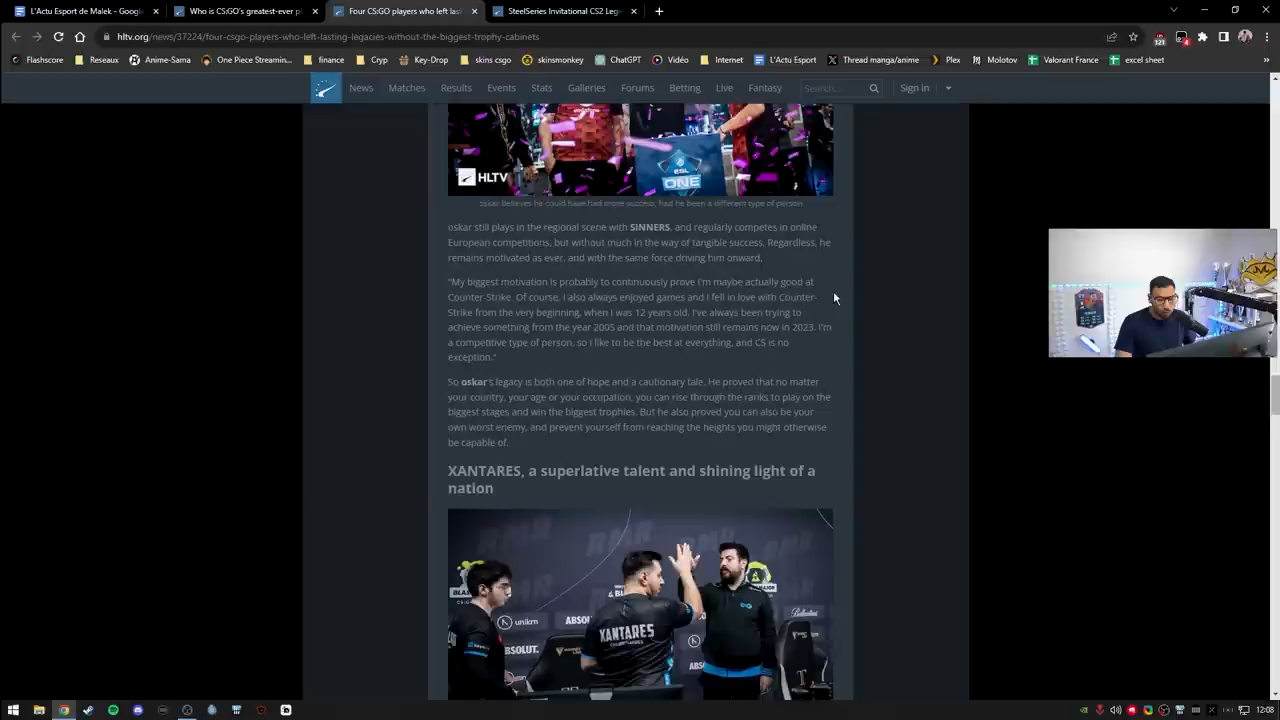 L'Actu Esport de Malek - Google
Who is CS:GO's greatest-ever pl
Four CS:GO players who left last
SteelSeries Invitational CS2 Leg
hltv.org/news/37224/four-csgo-players-who-left-lasting-legacies-without-the-biggest-trophy-cabinets
Flashscore
Reseaux
Anime-Sama
Personal Streamin...
finance
Cryp
Key-Drop
skins csgo
skinsmonkey
ChatGPT
Vidéo
Internet
L'Actu Esport
Thread manga/anime
Plex
Molotov
Valorant France
excel sheet
News
Matches
Results
Events
Stats
Galleries
Forums
Betting
Live
Fantasy
Search...
Sign in
HLTV
ESL
ONE
oskar believes he could have had more success, had he been a different type of person
oskar still plays in the regional scene with SINNERS, and regularly competes in online
European competitions, but without much in the way of tangible success. Regardless, he
remains motivated as ever, and with the same force driving him onward.
"My biggest motivation is probably to continuously prove I'm maybe actually good at
Counter-Strike. Of course, I also always enjoyed games and I fell in love with Counter-
Strike from the very beginning, when I was 12 years old. I've always been trying to
achieve something from the year 2005 and that motivation still remains now in 2023. I'm
a competitive type of person, so I like to be the best at everything, and CS is no
exception."
So oskar's legacy is both one of hope and a cautionary tale. He proved that no matter
your country, your age or your occupation, you can rise through the ranks to play on the
biggest stages and win the biggest trophies. But he also proved you can also be your
own worst enemy, and prevent yourself from reaching the heights you might otherwise
be capable of.
XANTARES, a superlative talent and shining light of a
nation
unikrn
ABSOLUT.
XANTARES
Ballantine's
12:08